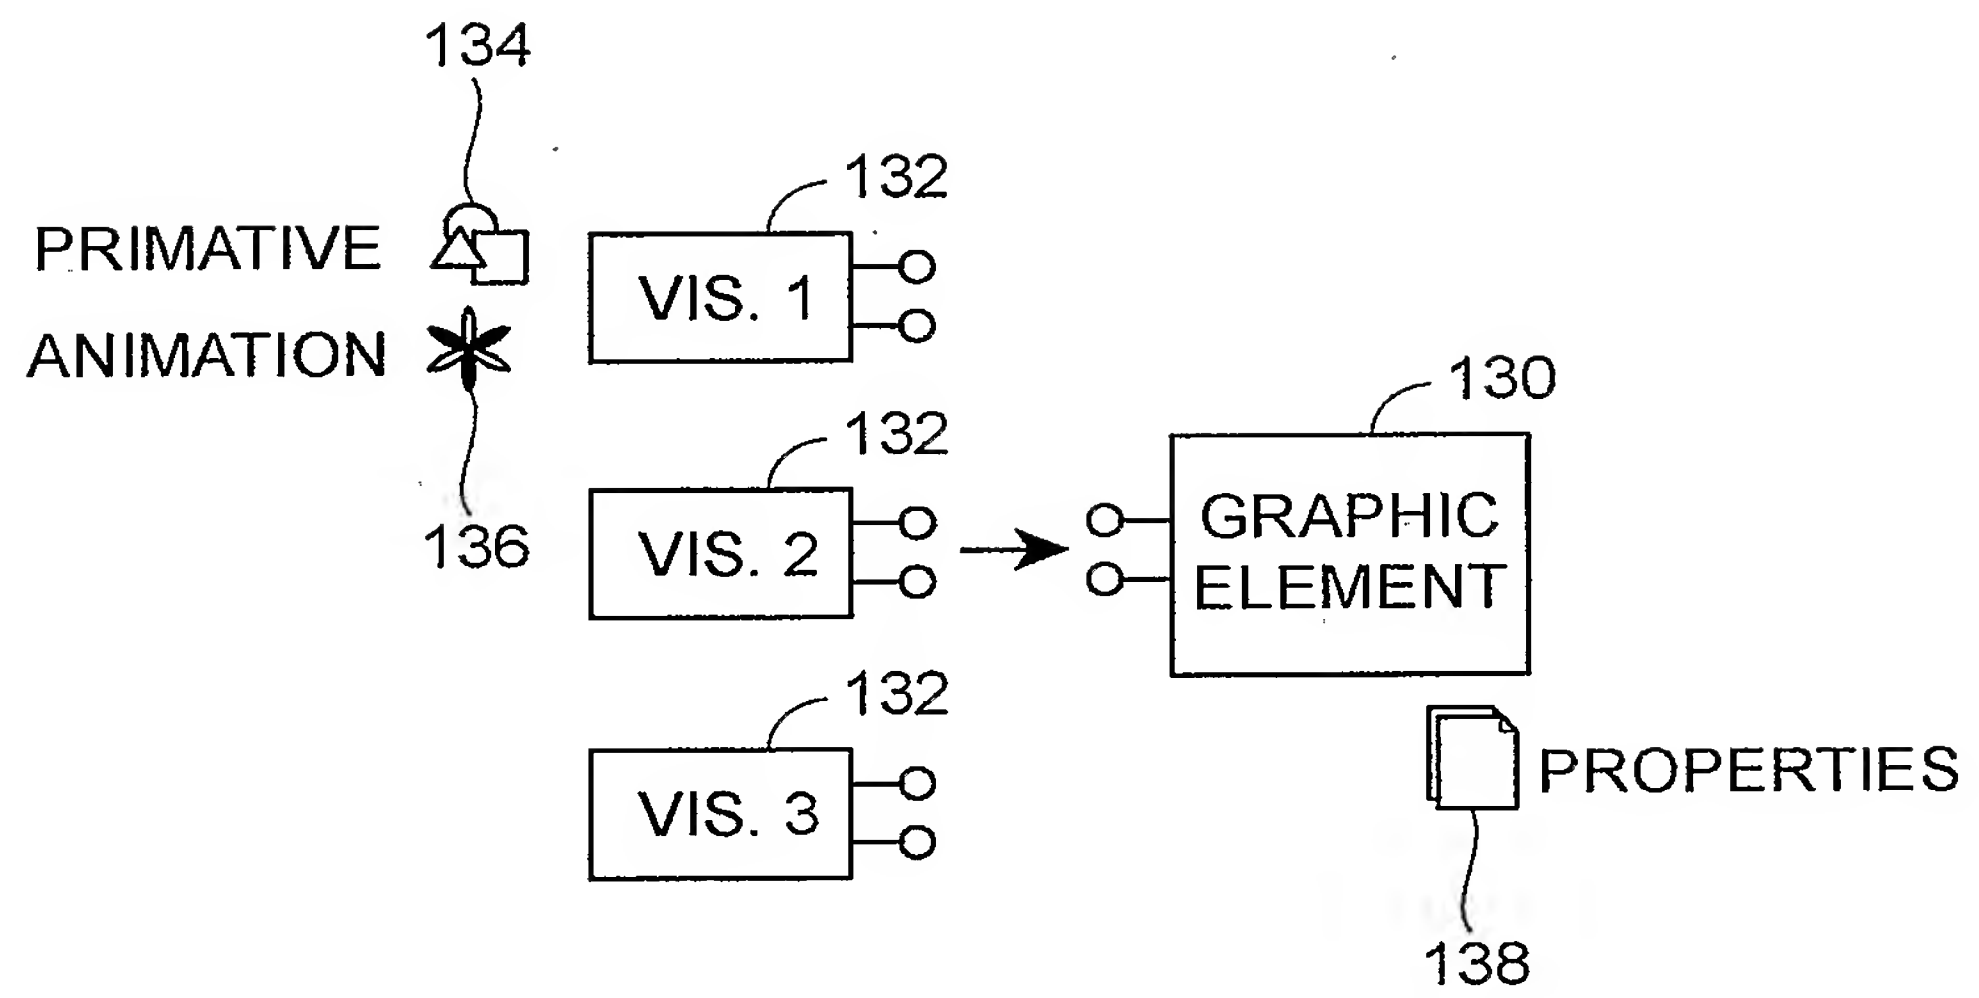 134
132
PRIMATIVE
VIS. 1
ANIMATION
130
132
GRAPHIC
136
VIS. 2
ELEMENT
132
PROPERTIES
VIS. 3
138